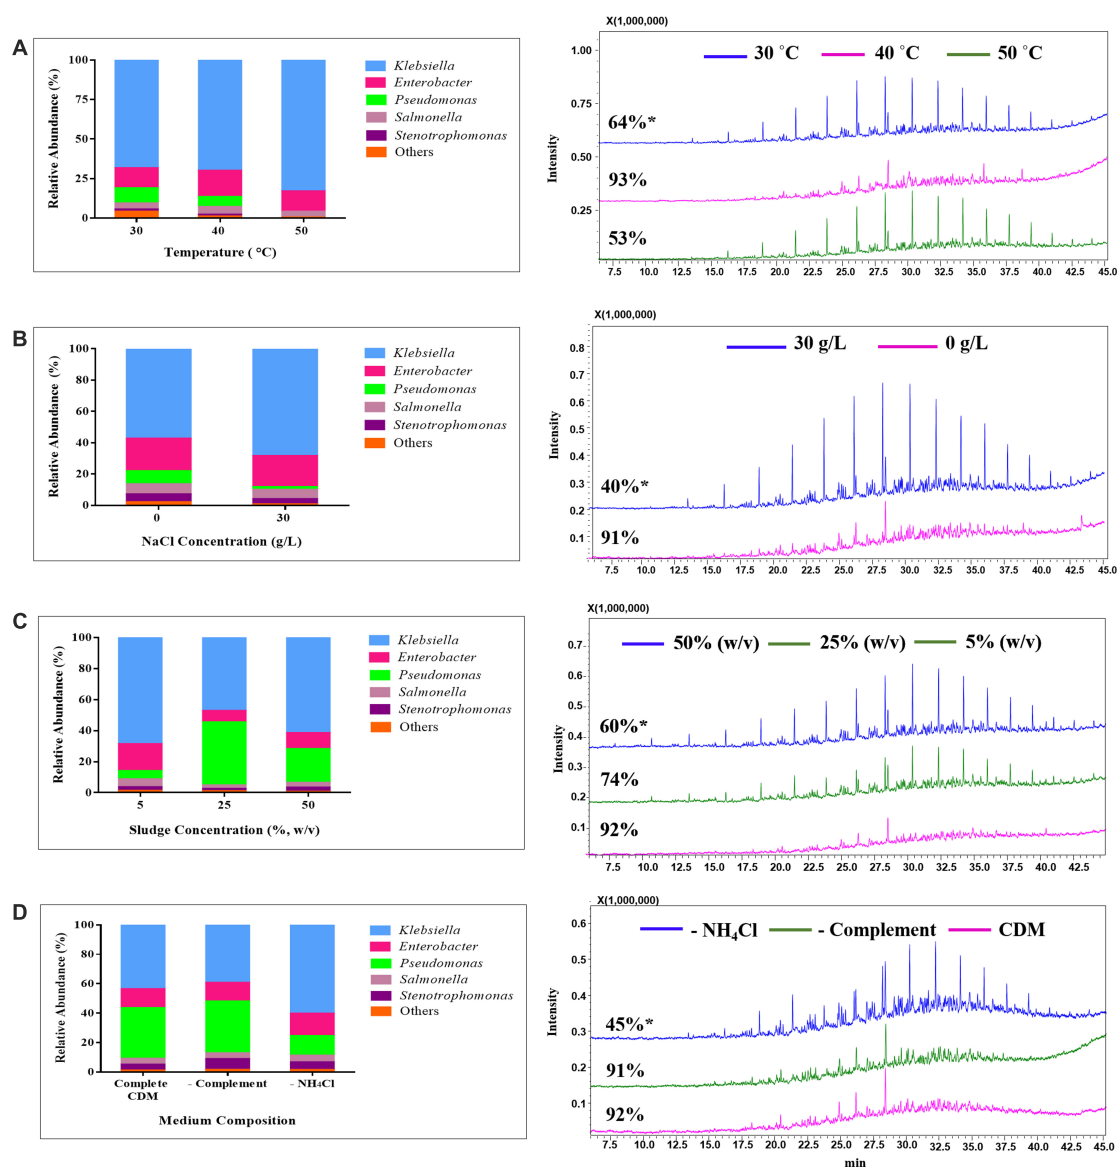 A
Relative Abundance (%)
100
75
50
25
0
30
40
50
Temperature ( °C)
Klebsiella
Enterobacter
Pseudomonas
Salmonella
Stenotrophomonas
Others
X(1,000,000)
Intensity
1.00
0.75
0.50
0.25
30 °C
40 °C
50 °C
64%*
93%
53%
7.5 10.0 12.5 15.0 17.5 20.0 22.5 25.0 27.5 30.0 32.5 35.0 37.5 40.0 42.5 45.0
B
Relative Abundance (%)
100
80
60
40
20
0
0
30
NaCl Concentration (g/L)
Klebsiella
Enterobacter
Pseudomonas
Salmonella
Stenotrophomonas
Others
X(1,000,000)
Intensity
0.8
0.7
0.6
0.5
0.4
0.3
0.2
0.1
30 g/L
0 g/L
40%*
91%
7.5 10.0 12.5 15.0 17.5 20.0 22.5 25.0 27.5 30.0 32.5 35.0 37.5 40.0 42.5 45.0
C
Relative Abundance (%)
100
80
60
40
20
0
5
25
50
Sludge Concentration (%, w/v)
Klebsiella
Enterobacter
Pseudomonas
Salmonella
Stenotrophomonas
Others
X(1,000,000)
Intensity
0.7
0.6
0.5
0.4
0.3
0.2
0.1
50% (w/v)
25% (w/v)
5% (w/v)
60%*
74%
92%
7.5 10.0 12.5 15.0 17.5 20.0 22.5 25.0 27.5 30.0 32.5 35.0 37.5 40.0 42.5
D
Relative Abundance (%)
100
80
60
40
20
0
Complete
CDM
- Complement
- NH4Cl
Medium Composition
Klebsiella
Enterobacter
Pseudomonas
Salmonella
Stenotrophomonas
Others
X(1,000,000)
Intensity
0.6
0.5
0.4
0.3
0.2
0.1
- NH₄Cl
- Complement
CDM
45%*
91%
92%
7.5 10.0 12.5 15.0 17.5 20.0 22.5 25.0 27.5 30.0 32.5 35.0 37.5 40.0 42.5 45.0
min